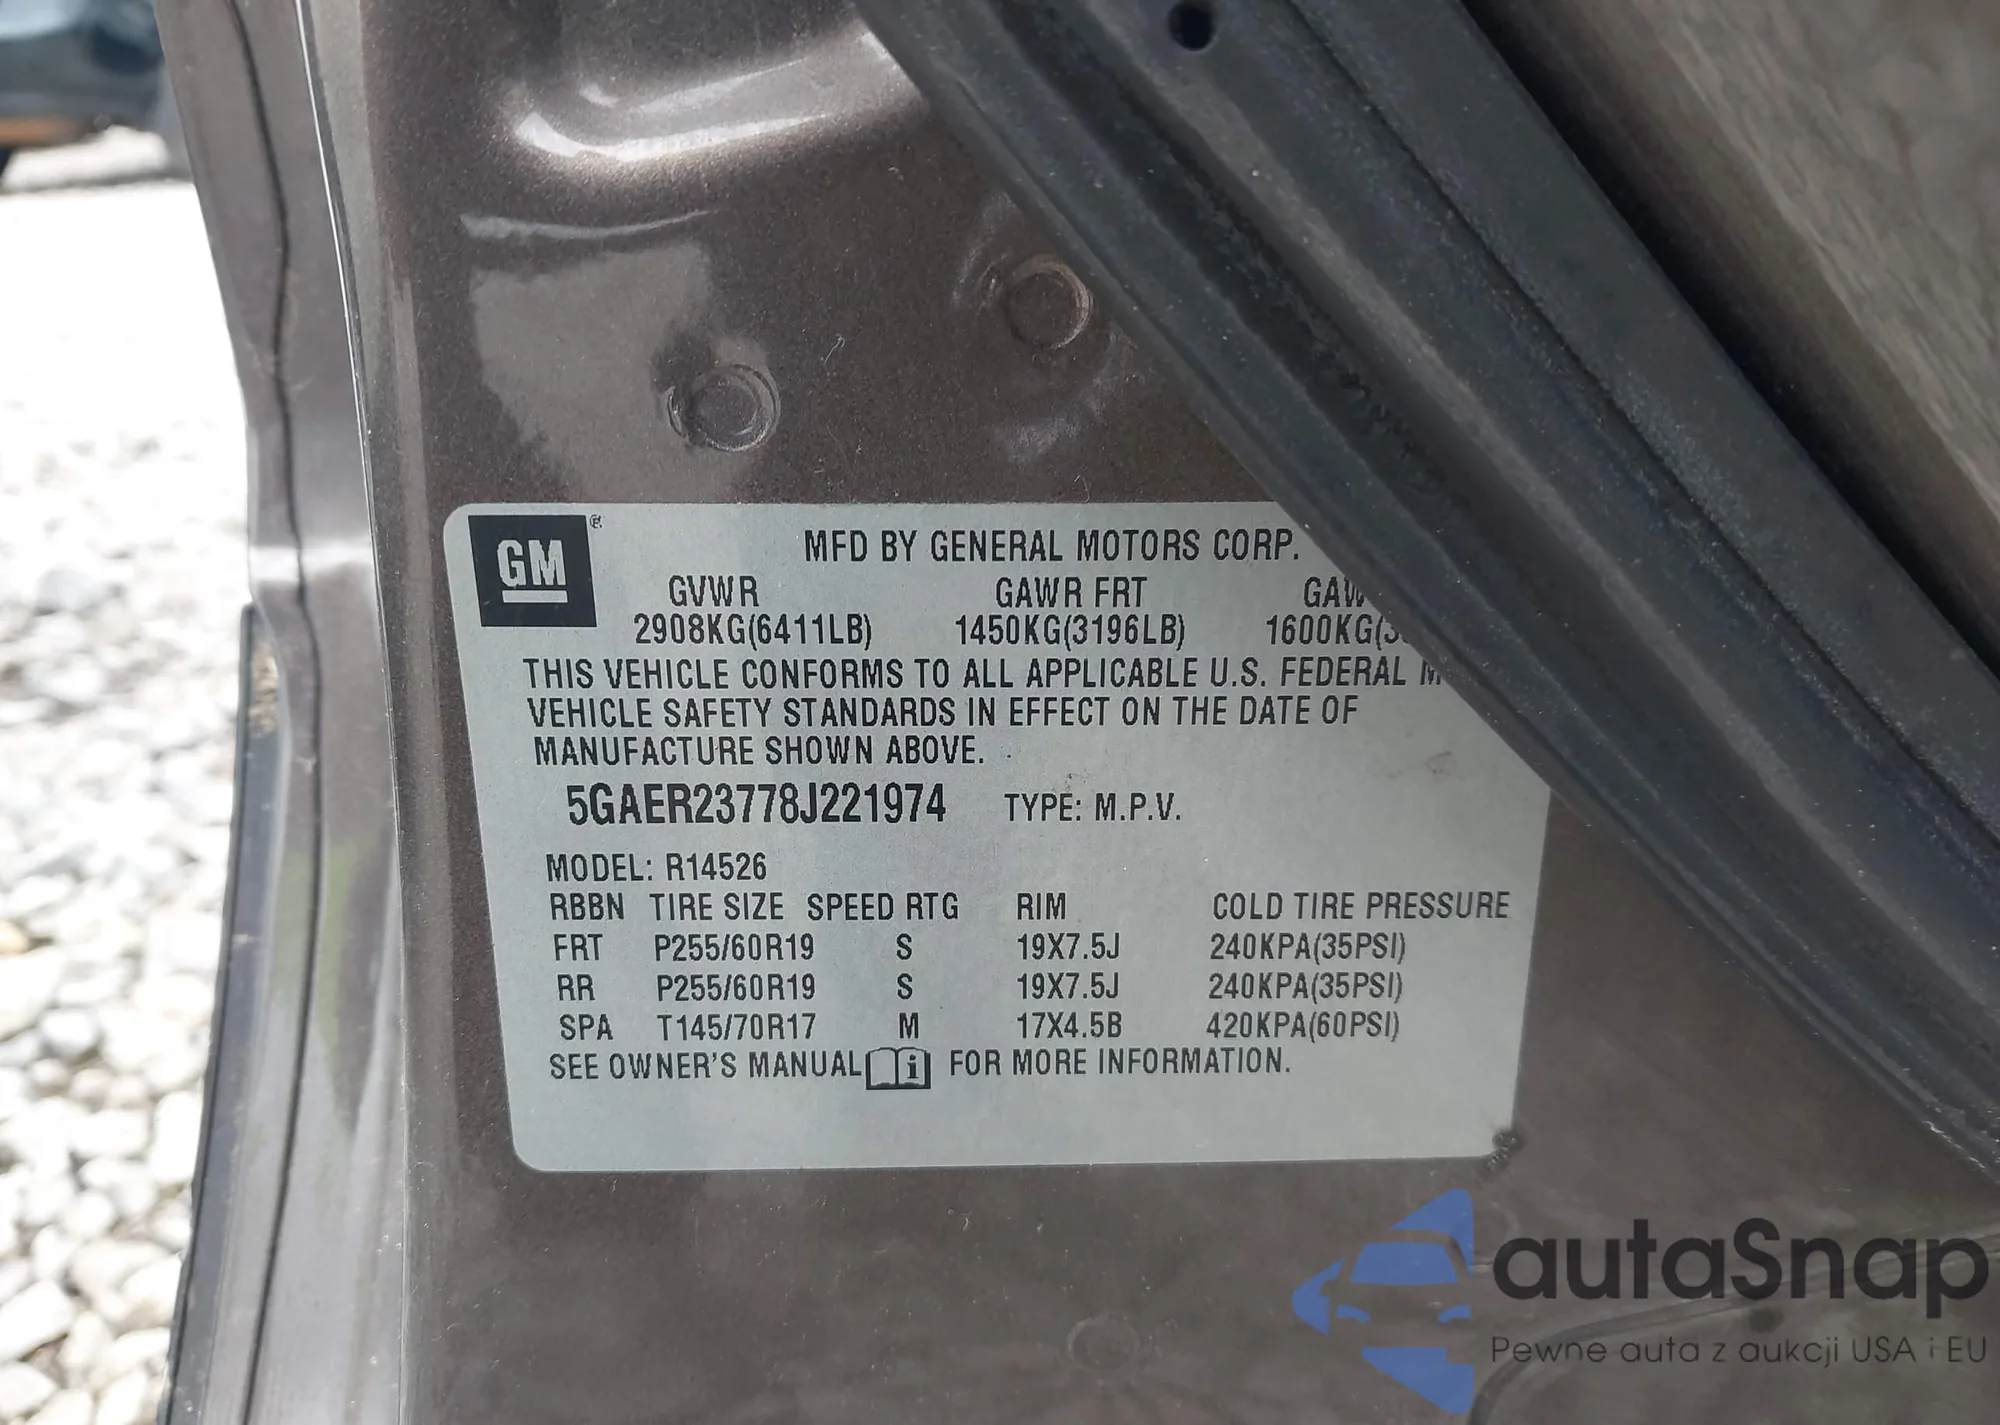 GM ®
MFD BY GENERAL MOTORS CORP.
GVWR GAWR FRT
2908KG(6411LB) 1450KG(3196LB) 1600KG
THIS VEHICLE CONFORMS TO ALL APPLICABLE U.S. FEDERAL
VEHICLE SAFETY STANDARDS IN EFFECT ON THE DATE OF
MANUFACTURE SHOWN ABOVE.
5GAER23778J221974 TYPE: M.P.V.
MODEL: R14526
RBBN TIRE SIZE SPEED RTG RIM COLD TIRE PRESSURE
FRT P255/60R19 S 19X7.5J 240KPA(35PSI)
RR P255/60R19 S 19X7.5J 240KPA(35PSI)
SPA T145/70R17 M 17X4.5B 420KPA(60PSI)
SEE OWNER'S MANUAL i FOR MORE INFORMATION.
autaSnap
Pewne auta z aukcji USA i EU